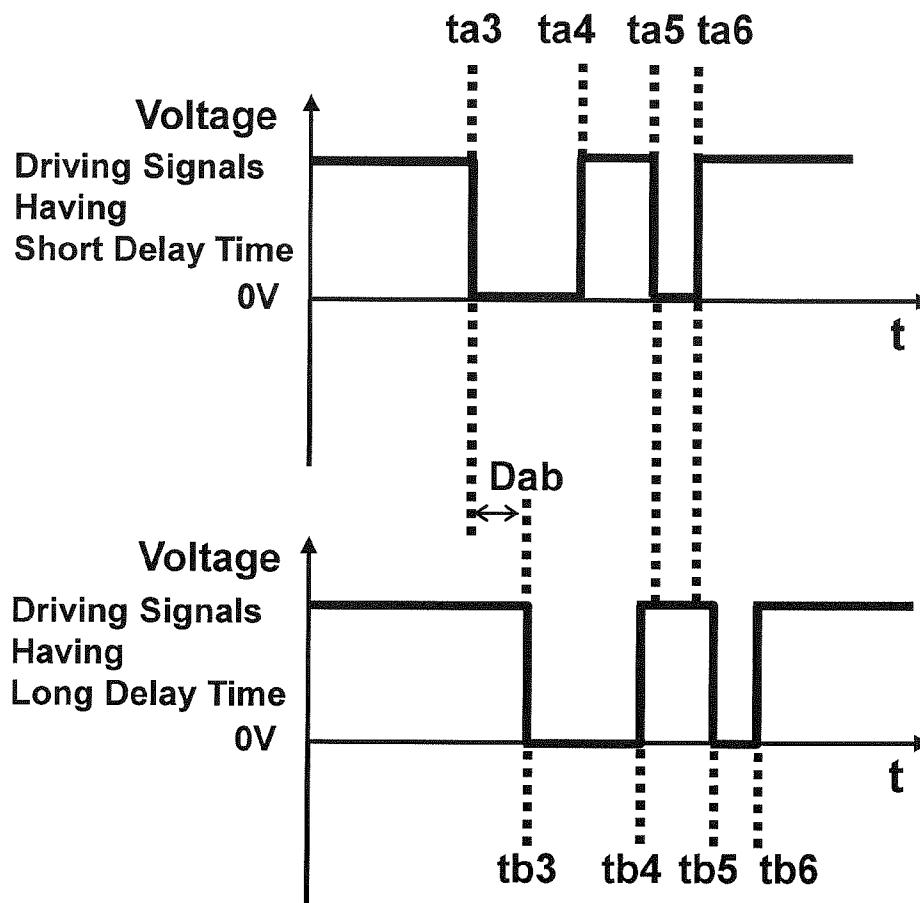 ta3 ta4 ta5 ta6
Voltage
Driving Signals
Having
Short Delay Time
0V
t
Dab
Voltage
Driving Signals
Having
Long Delay Time
0V
t
tb3 tb4 tb5 tb6